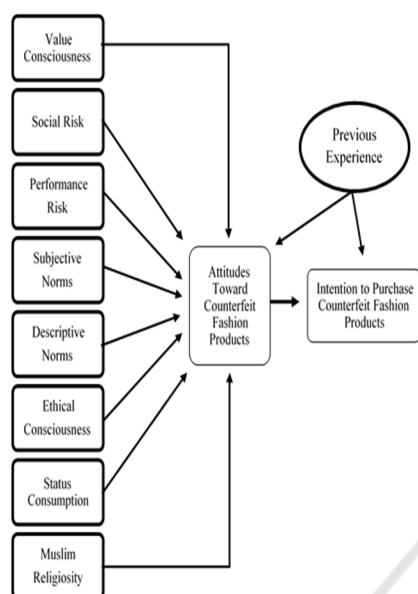 Value
Consciousness
Social Risk
Performance
Risk
Subjective
Norms
Descriptive
Norms
Ethical
Consciousness
Status
Consumption
Muslim
Religiosity
Attitudes
Toward
Counterfeit
Fashion
Products
Previous
Experience
Intention to Purchase
Counterfeit Fashion
Products